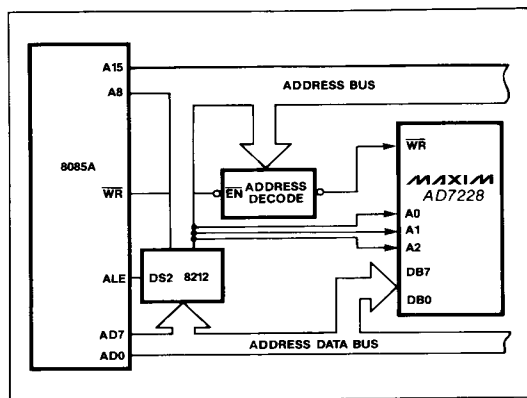 A15
A8
ADDRESS BUS
8085A
WR
EN
ADDRESS
DECODE
WR
MAXIM
AD7228
A0
A1
A2
ALE
DS2 8212
DB7
DB0
AD7
AD0
ADDRESS DATA BUS